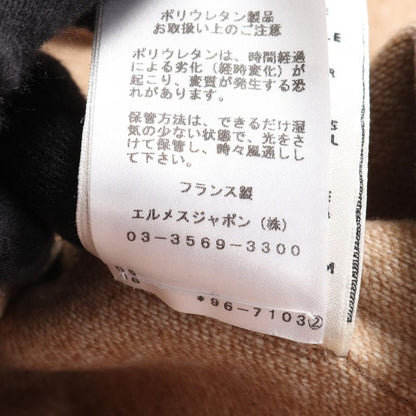 ポリウレタン製品
お取扱い上のご注意
ポリウレタンは、時間経過
による劣化（経時変化）が
起こり、変質が発生する恐
れがあります。
保管方法は、できるだけ湿
気の少ない状態で、光をさ
けて保管し、時々風通しし
て下さい。
フランス製
エルメスジャポン（株）
03-3569-3300
*96-7103②